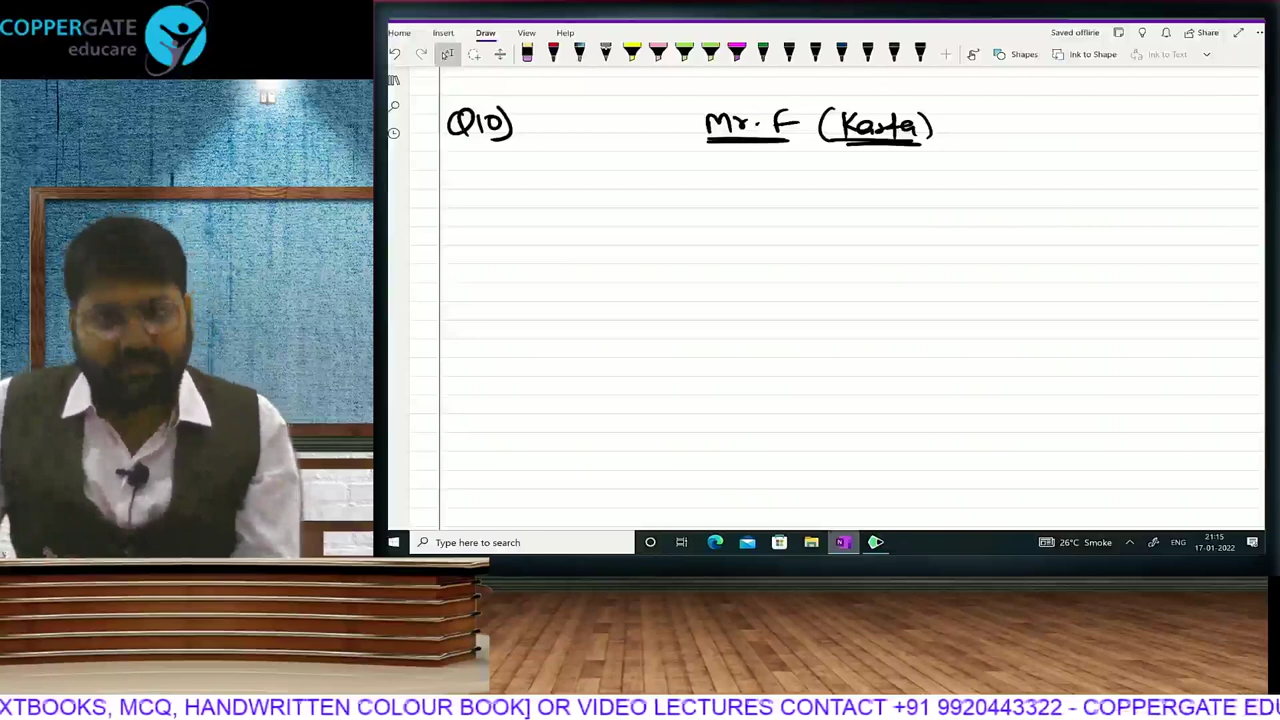 COPPERGATE
educare
Home Insert Draw View Help
Saved offline Share
Shapes Ink to Shape Ink to Text
Q10) Mr. F (Karta)
Type here to search
26°C Smoke ENG 21:15
17-01-2022
XTBOOKS, MCQ, HANDWRITTEN COLOUR BOOK] OR VIDEO LECTURES CONTACT +91 9920443322 - COPPERGATE EDU